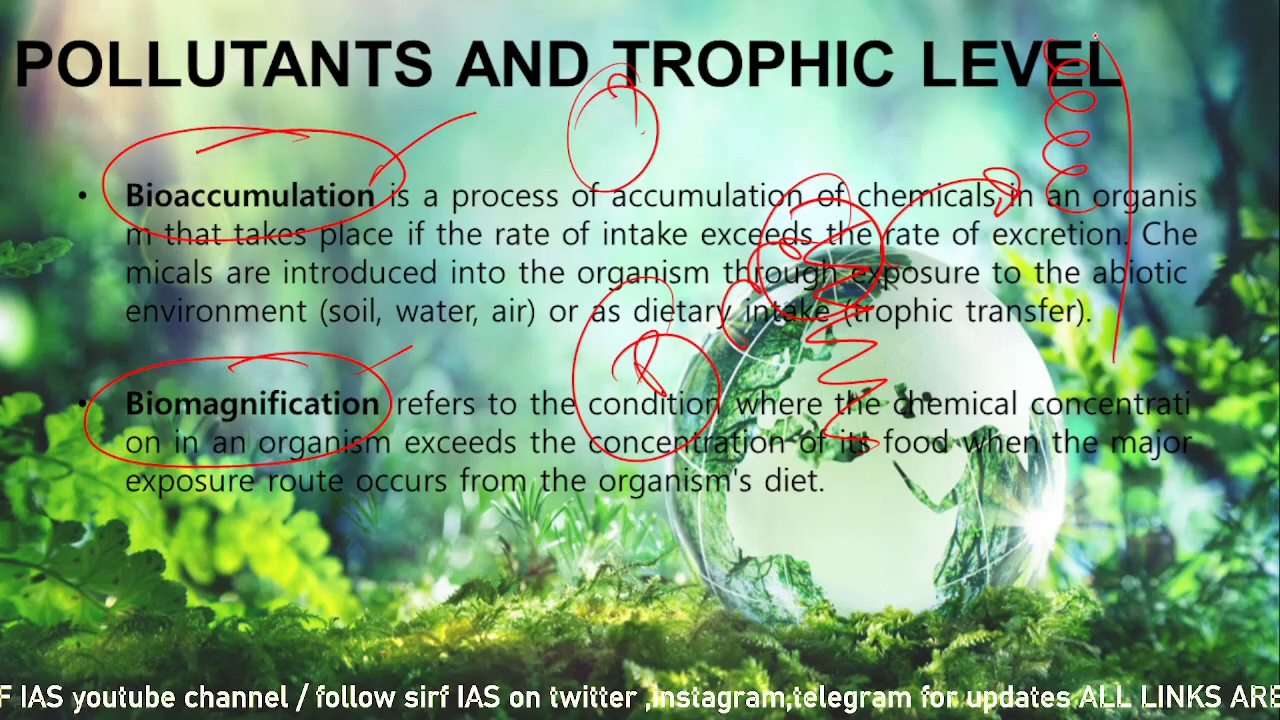 POLLUTANTS AND TROPHIC LEVEL
• Bioaccumulation is a process of accumulation of chemicals in an organis
m that takes place if the rate of intake exceeds the rate of excretion. Che
micals are introduced into the organism through exposure to the abiotic
environment (soil, water, air) or as dietary intake (trophic transfer).
• Biomagnification refers to the condition where the chemical concentrati
on in an organism exceeds the concentration of its food when the major
exposure route occurs from the organism's diet.
F IAS youtube channel / follow sirf IAS on twitter ,instagram,telegram for updates ALL LINKS ARE